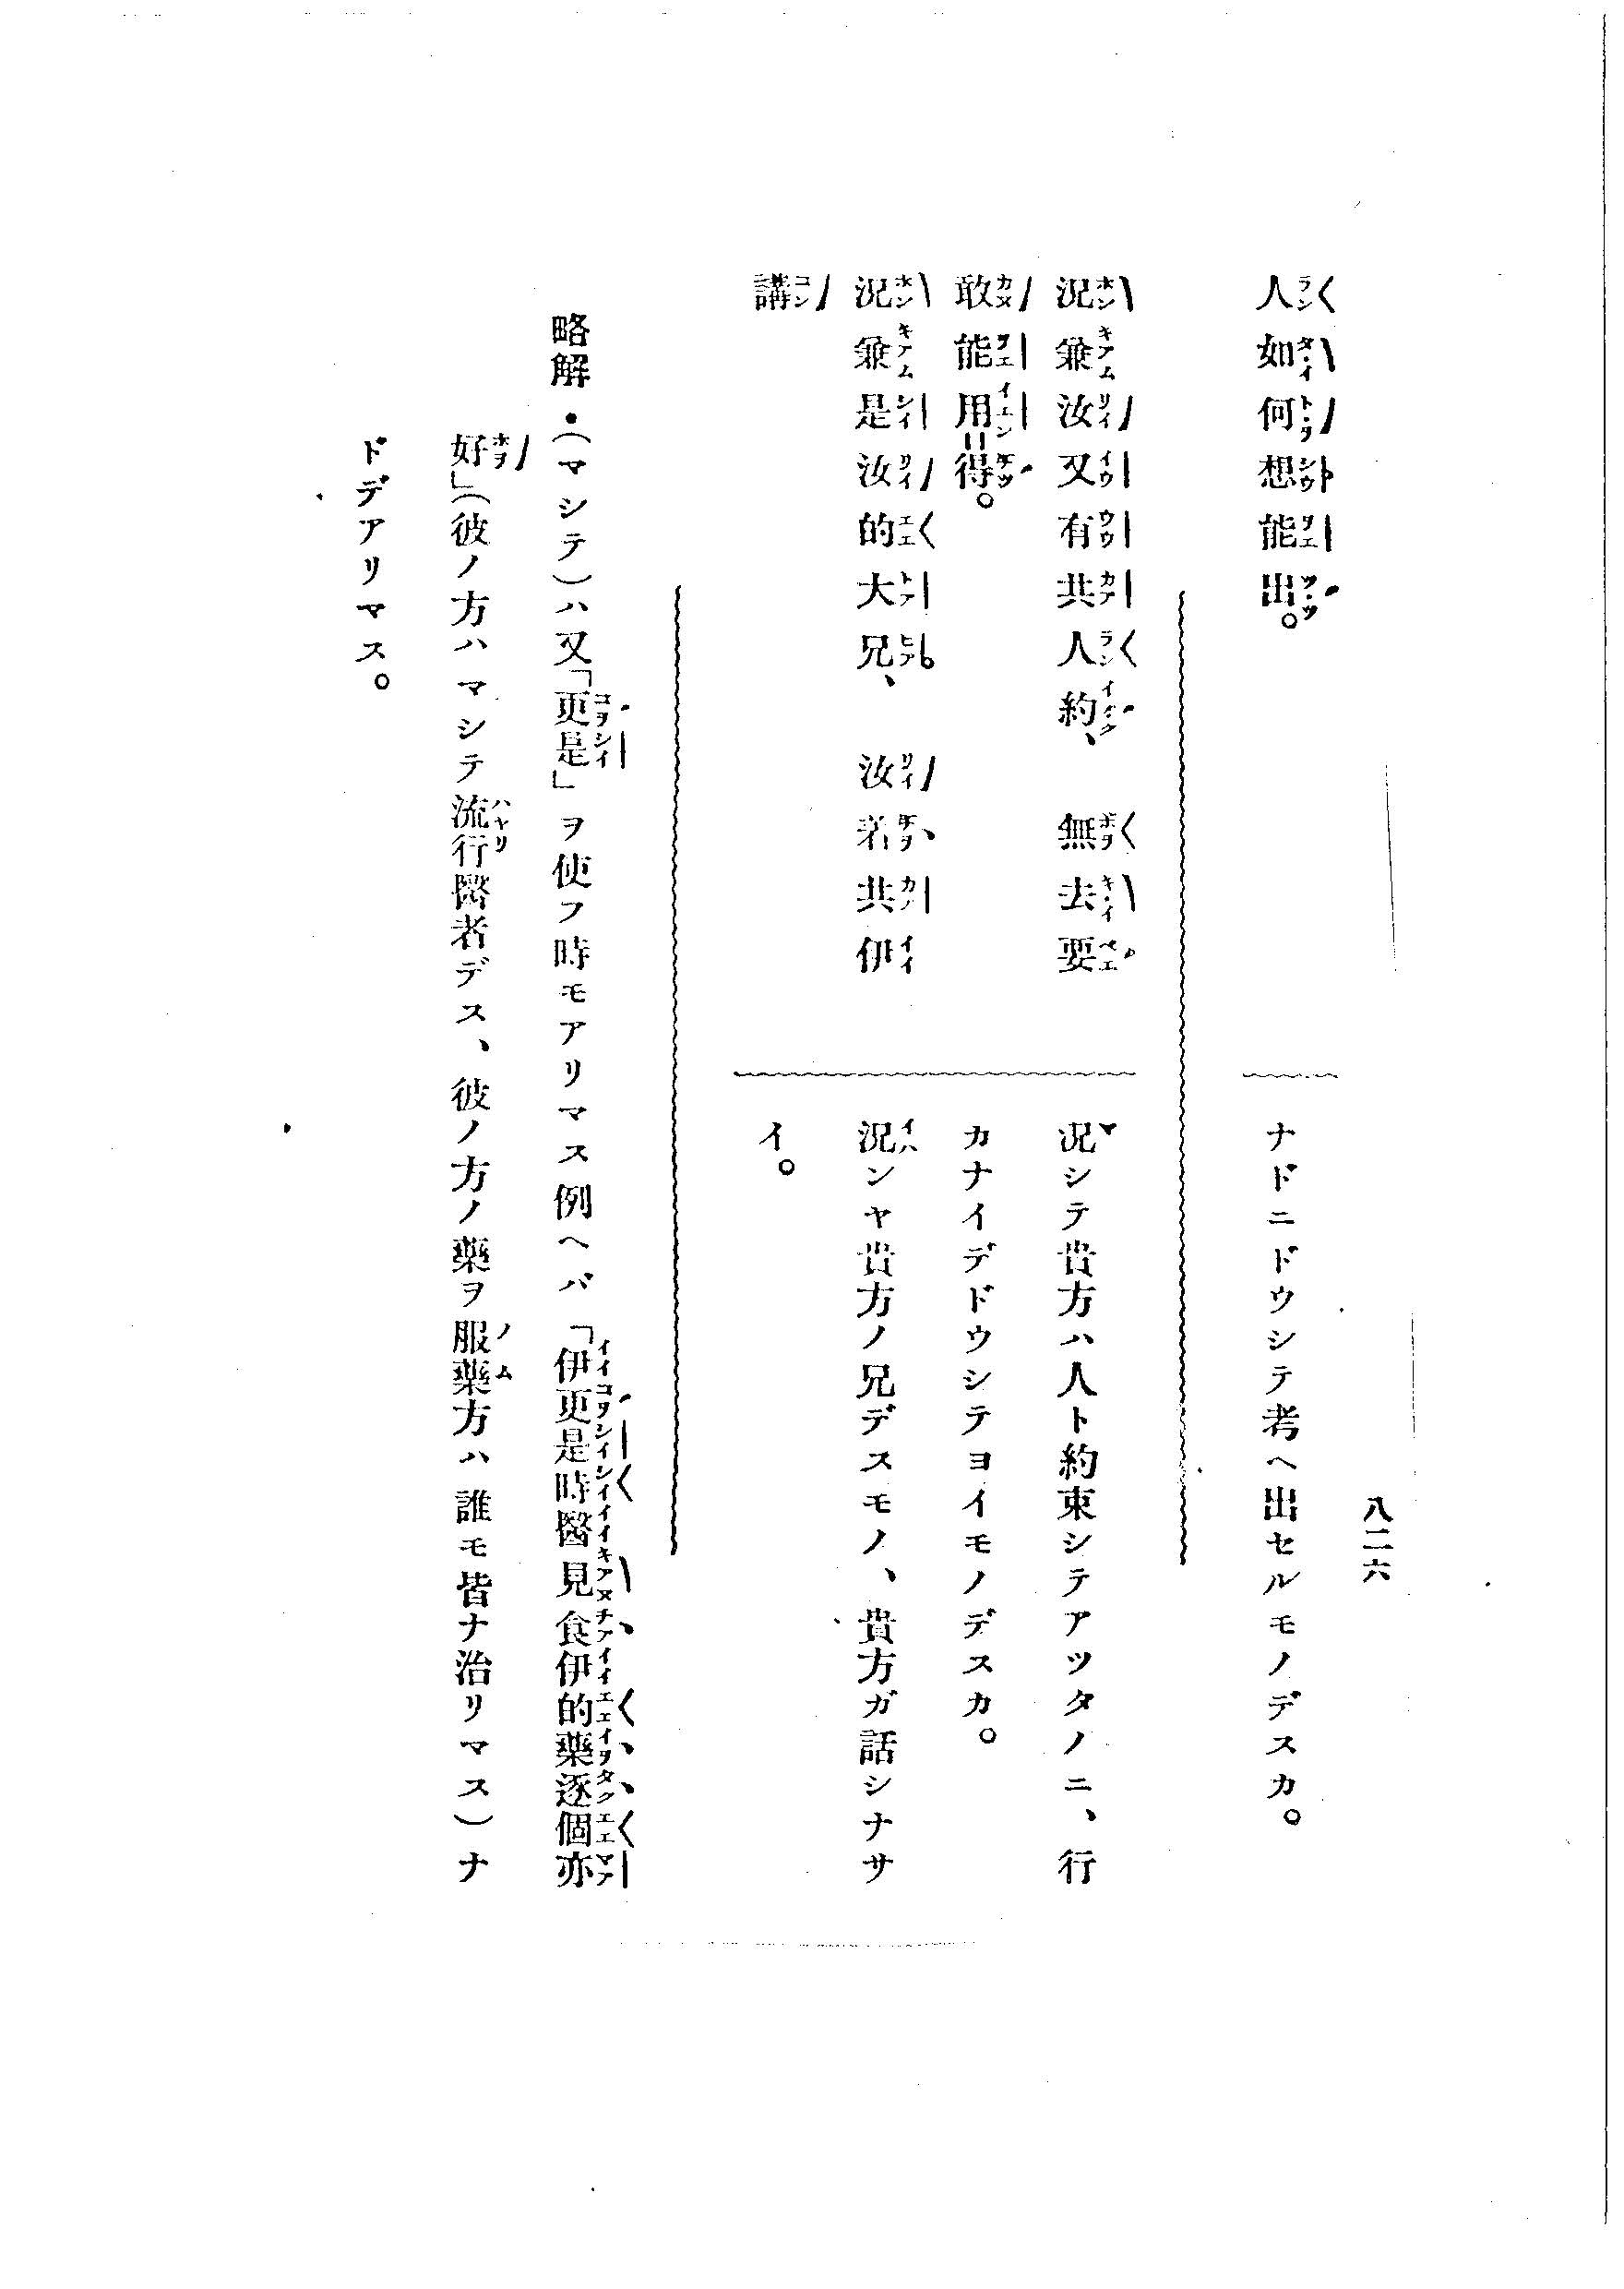 八二六
人如何想能出。
ナドニドウシテ考ヘ出セルモノデスカ。
況兼汝又有共人約、無去要
敢能用=得。
況シテ貴方ハ人ト約束シテアツタノニ、行
カナイデドウシテヨイモノデスカ。
況兼是汝的大兄、汝若共伊
講
況ンヤ貴方ノ兄デスモノ、貴方ガ話シナサ
イ。
略解・(マシテ)ハ又「更是」ヲ使フ時モアリマス例ヘバ「伊更是時醫見食伊的藥逐個亦
好」(彼ノ方ハマシテ流行醫者デス、彼ノ方ノ藥ヲ服藥方ハ誰モ皆ナ治リマス)ナ
ドデアリマス。